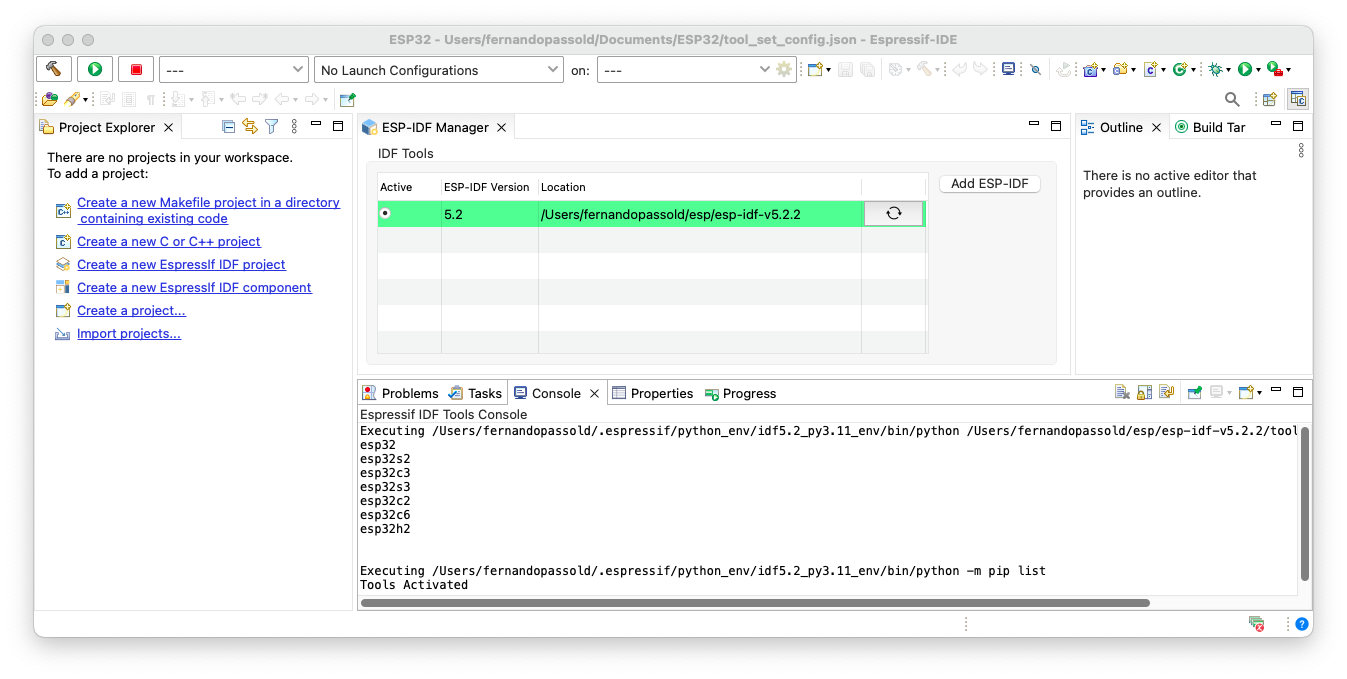 ESP32 - Users/fernandopassold/Documents/ESP32/tool_set_config.json - Espressif-IDE
---
No Launch Configurations
on:
---
Project Explorer
There are no projects in your workspace.
To add a project:
Create a new Makefile project in a directory
containing existing code
Create a new C or C++ project
Create a new EspressIf IDF project
Create a new EspressIf IDF component
Create a project...
Import projects...
ESP-IDF Manager
IDF Tools
Active ESP-IDF Version Location
5.2 /Users/fernandopassold/esp/esp-idf-v5.2.2
Add ESP-IDF
Outline
Build Tar
There is no active editor that
provides an outline.
Problems Tasks Console Properties Progress
Espressif IDF Tools Console
Executing /Users/fernandopassold/.espressif/python_env/idf5.2_py3.11_env/bin/python /Users/fernandopassold/esp/esp-idf-v5.2.2/tool
esp32
esp32s2
esp32c3
esp32s3
esp32c2
esp32c6
esp32h2
Executing /Users/fernandopassold/.espressif/python_env/idf5.2_py3.11_env/bin/python -m pip list
Tools Activated